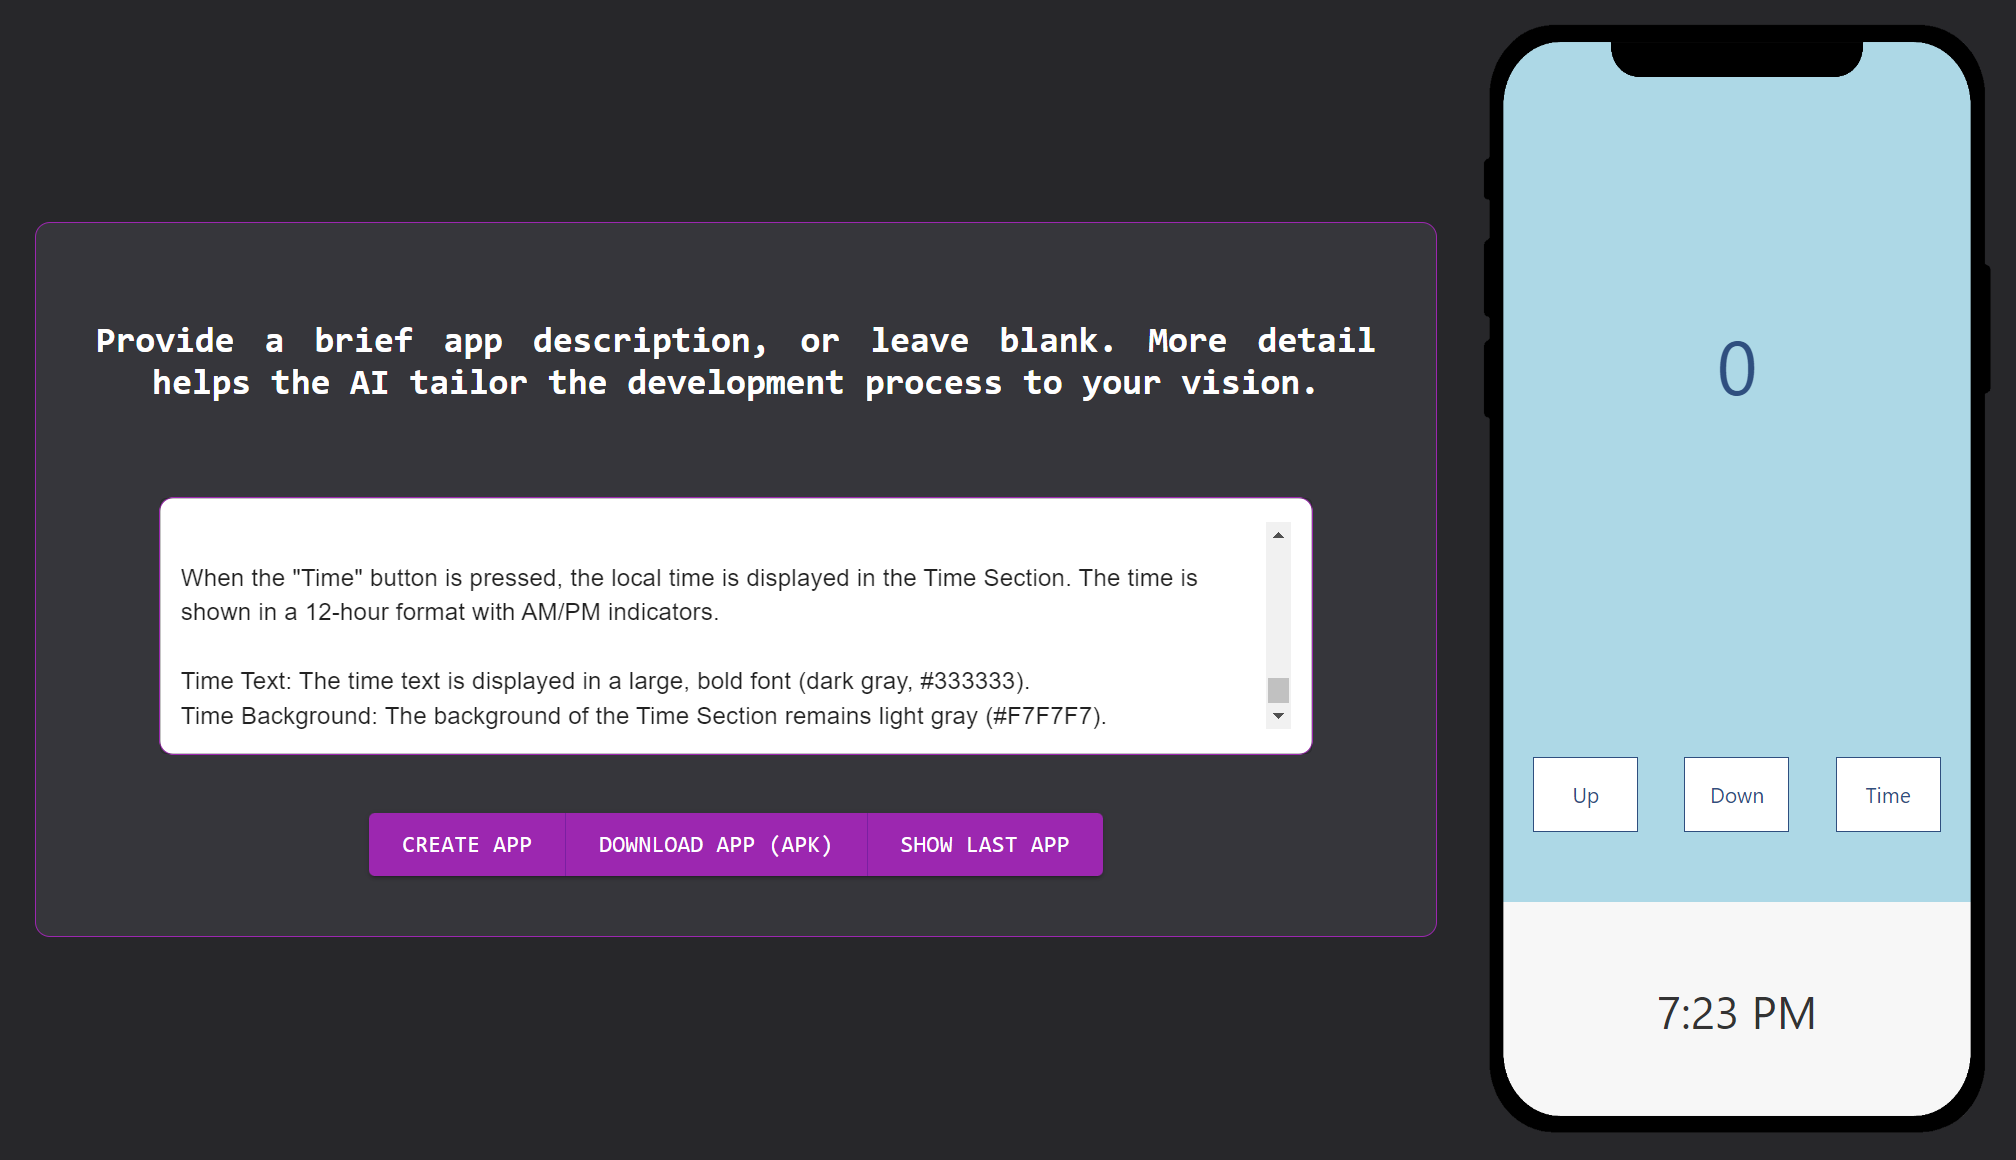 Provide a brief app description, or leave blank. More detail
helps the AI tailor the development process to your vision.
When the "Time" button is pressed, the local time is displayed in the Time Section. The time is
shown in a 12-hour format with AM/PM indicators.
Time Text: The time text is displayed in a large, bold font (dark gray, #333333).
Time Background: The background of the Time Section remains light gray (#F7F7F7).
CREATE APP DOWNLOAD APP (APK) SHOW LAST APP
0
Up Down Time
7:23 PM